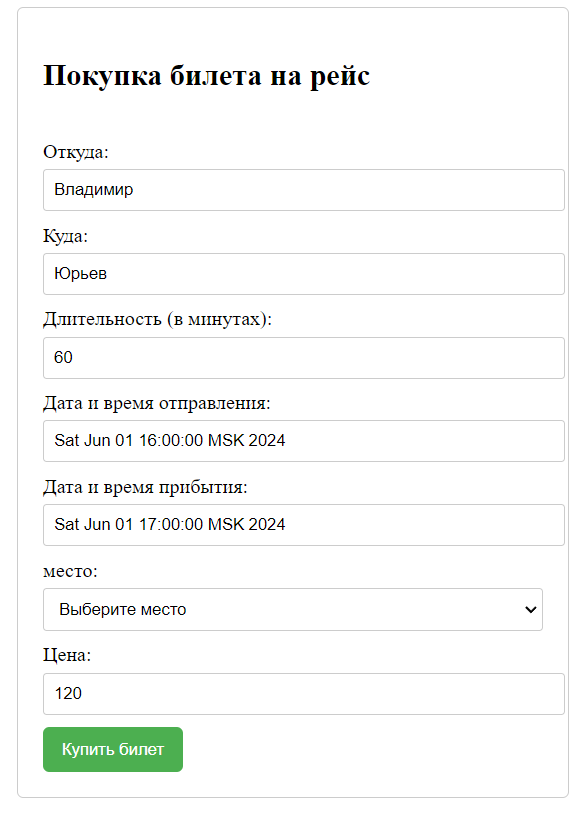 Покупка билета на рейс
Откуда:
Владимир
Куда:
Юрьев
Длительность (в минутах):
60
Дата и время отправления:
Sat Jun 01 16:00:00 MSK 2024
Дата и время прибытия:
Sat Jun 01 17:00:00 MSK 2024
место:
Выберите место
Цена:
120
Купить билет